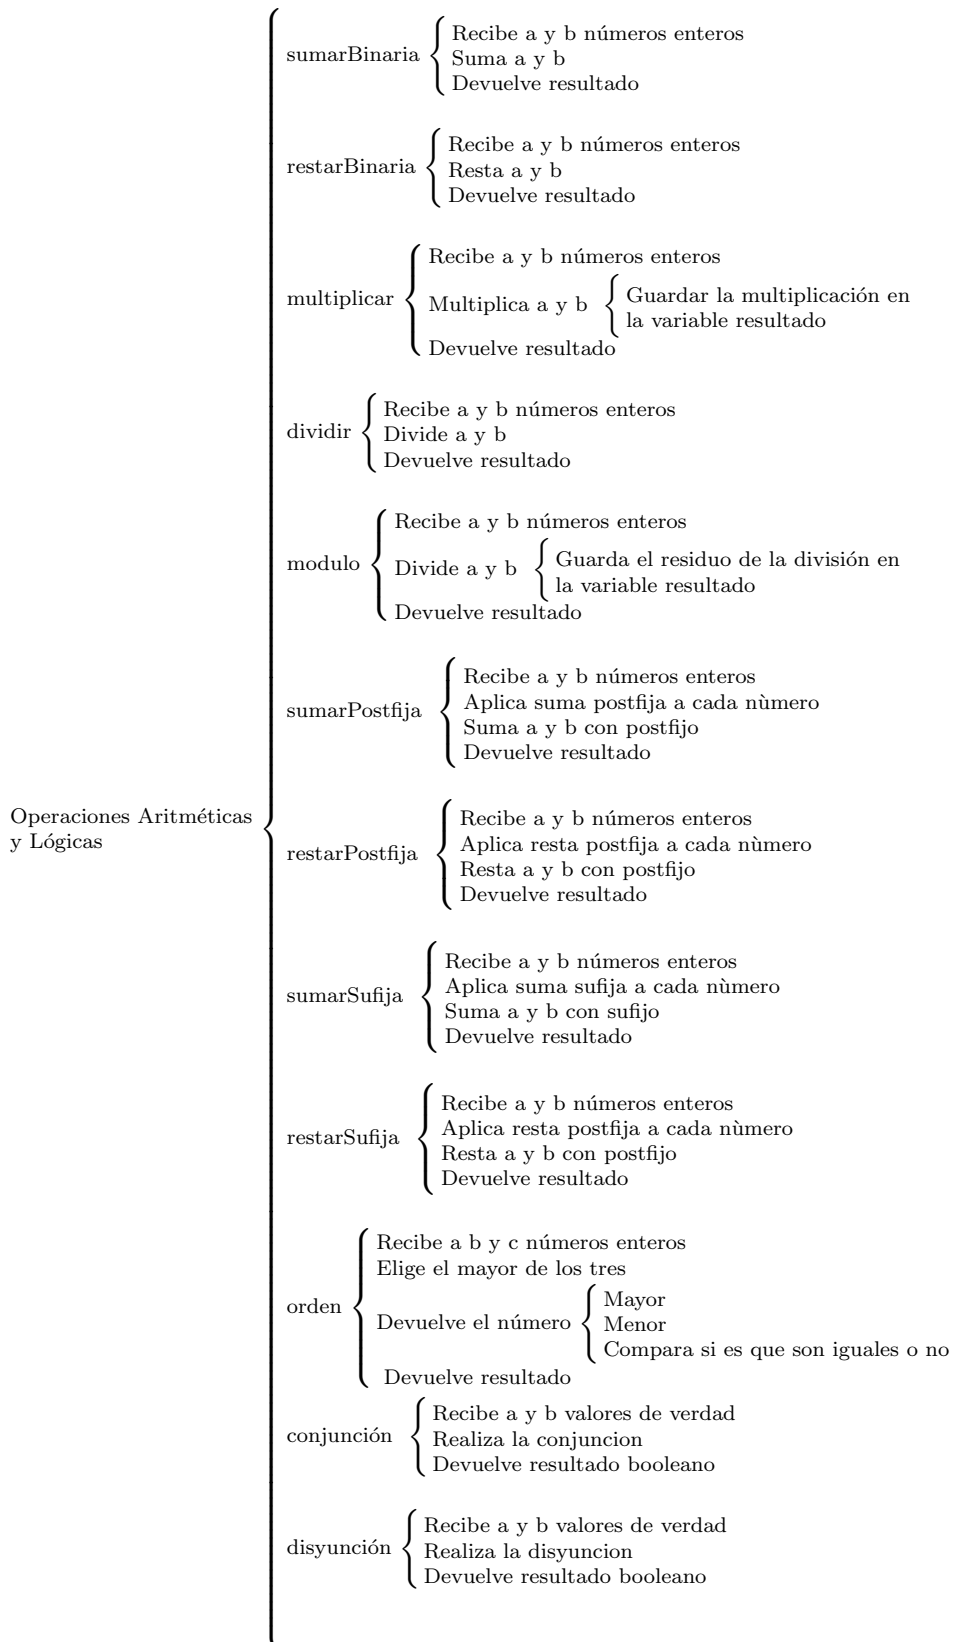 Operaciones Aritméticas
y Lógicas
sumarBinaria
Recibe a y b números enteros
Suma a y b
Devuelve resultado
restarBinaria
Recibe a y b números enteros
Resta a y b
Devuelve resultado
multiplicar
Recibe a y b números enteros
Multiplica a y b
Guardar la multiplicación en
la variable resultado
Devuelve resultado
dividir
Recibe a y b números enteros
Divide a y b
Devuelve resultado
modulo
Recibe a y b números enteros
Divide a y b
Guarda el residuo de la división en
la variable resultado
Devuelve resultado
sumarPostfija
Recibe a y b números enteros
Aplica suma postfija a cada nùmero
Suma a y b con postfijo
Devuelve resultado
restarPostfija
Recibe a y b números enteros
Aplica resta postfija a cada nùmero
Resta a y b con postfijo
Devuelve resultado
sumarSufija
Recibe a y b números enteros
Aplica suma sufija a cada nùmero
Suma a y b con sufijo
Devuelve resultado
restarSufija
Recibe a y b números enteros
Aplica resta postfija a cada nùmero
Resta a y b con postfijo
Devuelve resultado
orden
Recibe a b y c números enteros
Elige el mayor de los tres
Devuelve el número
Mayor
Menor
Compara si es que son iguales o no
Devuelve resultado
conjunción
Recibe a y b valores de verdad
Realiza la conjuncion
Devuelve resultado booleano
disyunción
Recibe a y b valores de verdad
Realiza la disyuncion
Devuelve resultado booleano